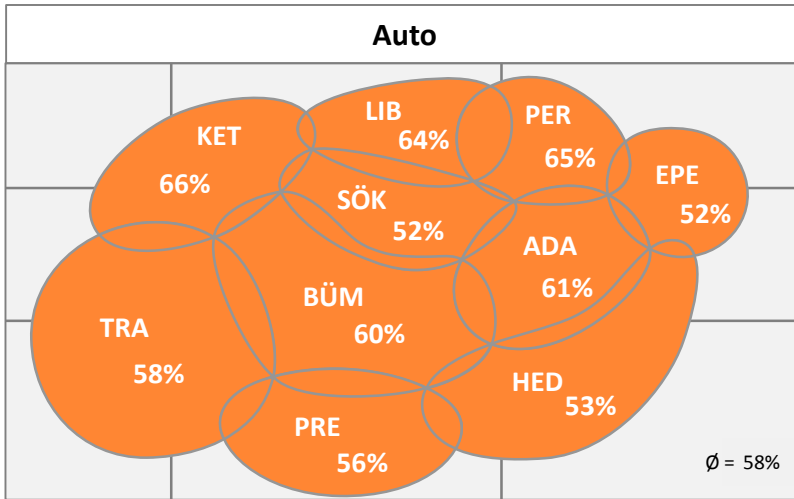 Auto
LIB
64%
PER
65%
KET
66%
EPE
52%
SÖK
52%
ADA
61%
BÜM
60%
TRA
58%
HED
53%
PRE
56%
Ø = 58%